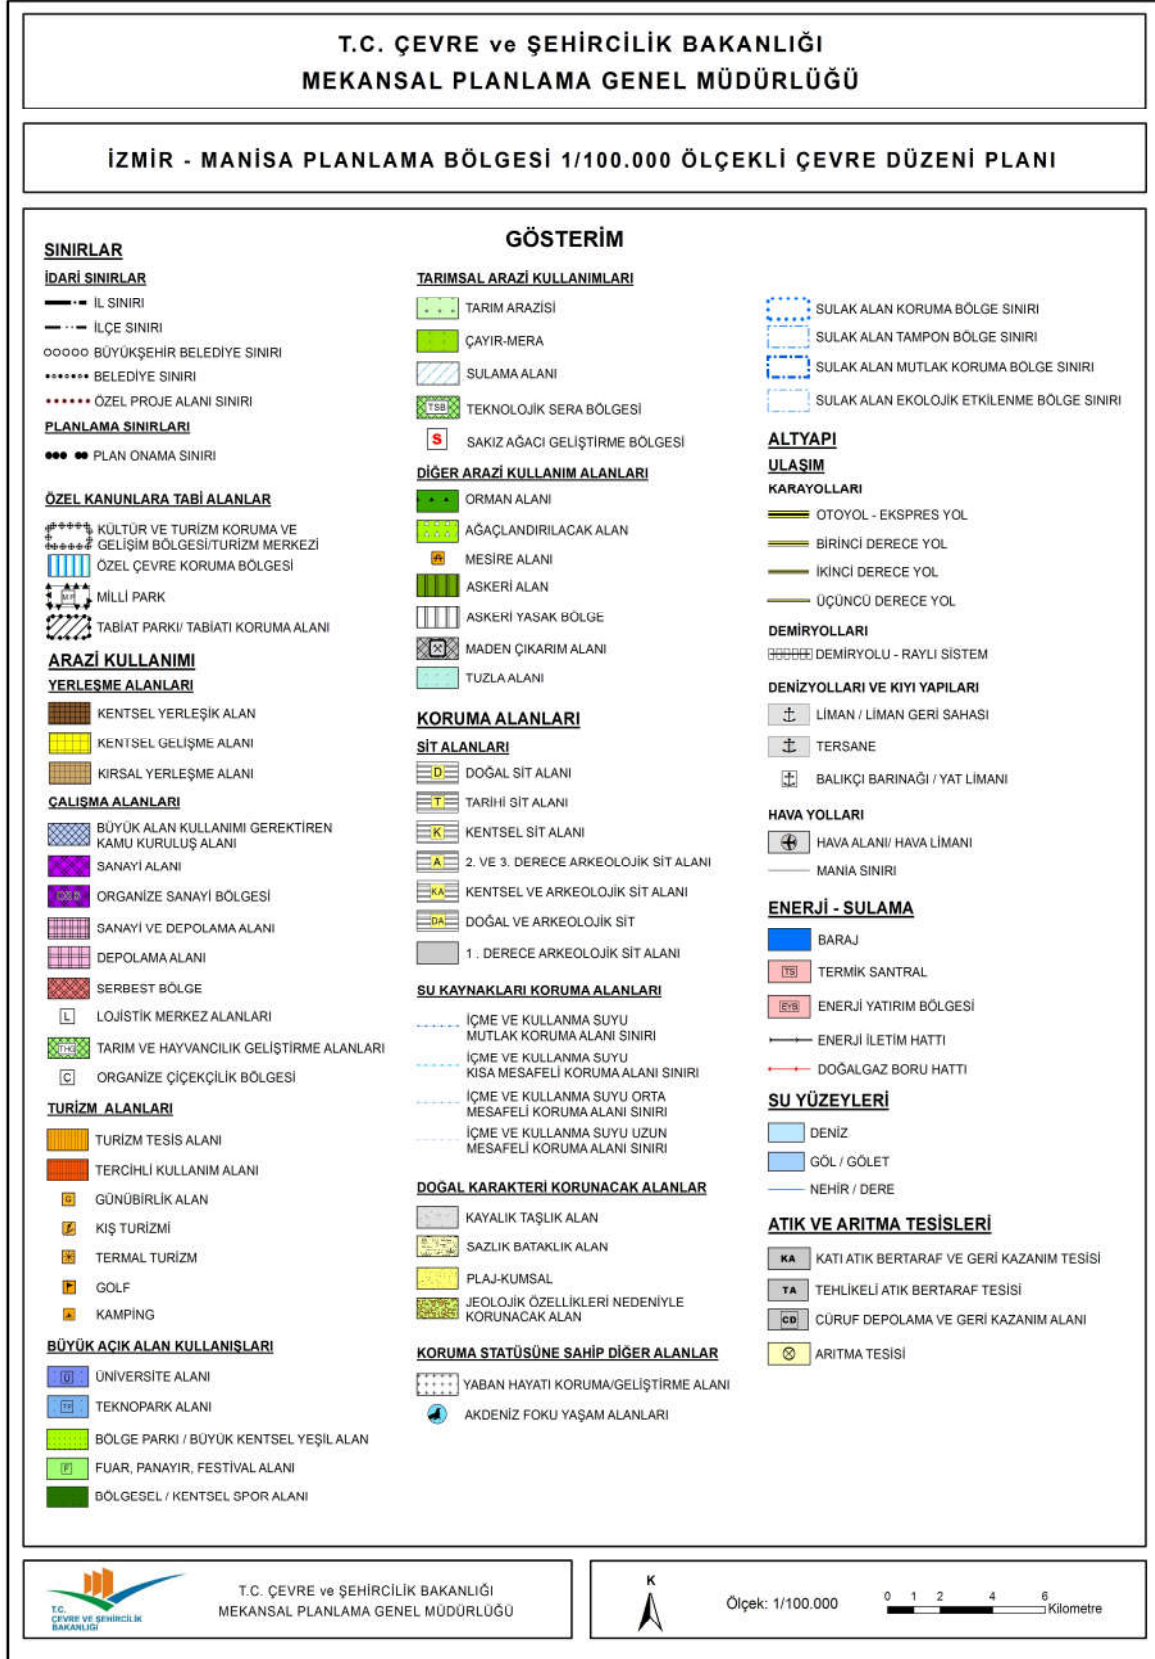 T.C. ÇEVRE ve ŞEHİRCİLİK BAKANLIĞI
MEKANSAL PLANLAMA GENEL MÜDÜRLÜĞÜ
İZMİR - MANİSA PLANLAMA BÖLGESİ 1/100.000 ÖLÇEKLİ ÇEVRE DÜZENİ PLANI
GÖSTERİM
SINIRLAR
İDARİ SINIRLAR
İL SINIRI
İLÇE SINIRI
BÜYÜKŞEHİR BELEDİYE SINIRI
BELEDİYE SINIRI
ÖZEL PROJE ALANI SINIRI
PLANLAMA SINIRLARI
PLAN ONAMA SINIRI
ÖZEL KANUNLARA TABİ ALANLAR
KÜLTÜR VE TURİZM KORUMA VE
GELİŞİM BÖLGESİ/TURİZM MERKEZİ
ÖZEL ÇEVRE KORUMA BÖLGESİ
MP MİLLİ PARK
TABİAT PARKI/ TABİATI KORUMA ALANI
ARAZİ KULLANIMI
YERLEŞME ALANLARI
KENTSEL YERLEŞİK ALAN
KENTSEL GELİŞME ALANI
KIRSAL YERLEŞME ALANI
ÇALIŞMA ALANLARI
BÜYÜK ALAN KULLANIMI GEREKTİREN
KAMU KURULUŞ ALANI
SANAYİ ALANI
ORGANİZE SANAYİ BÖLGESİ
SANAYİ VE DEPOLAMA ALANI
DEPOLAMA ALANI
SERBEST BÖLGE
L LOJİSTİK MERKEZ ALANLARI
TARIM VE HAYVANCILIK GELİŞTİRME ALANLARI
Ç ORGANİZE ÇİÇEKÇİLİK BÖLGESİ
TURİZM ALANLARI
TURİZM TESİS ALANI
TERCİHLİ KULLANIM ALANI
G GÜNÜBİRLİK ALAN
KIŞ TURİZMİ
TERMAL TURİZM
GOLF
KAMPİNG
BÜYÜK AÇIK ALAN KULLANIŞLARI
Ü ÜNİVERSİTE ALANI
TEKNOPARK ALANI
BÖLGE PARKI / BÜYÜK KENTSEL YEŞİL ALAN
F FUAR, PANAYIR, FESTİVAL ALANI
BÖLGESEL / KENTSEL SPOR ALANI
TARIMSAL ARAZİ KULLANIMLARI
TARIM ARAZİSİ
ÇAYIR-MERA
SULAMA ALANI
TSB TEKNOLOJİK SERA BÖLGESİ
S SAKIZ AĞACI GELİŞTİRME BÖLGESİ
DİĞER ARAZİ KULLANIM ALANLARI
ORMAN ALANI
AĞAÇLANDIRILACAK ALAN
MESİRE ALANI
ASKERİ ALAN
ASKERİ YASAK BÖLGE
MADEN ÇIKARIM ALANI
TUZLA ALANI
KORUMA ALANLARI
SİT ALANLARI
D DOĞAL SİT ALANI
T TARİHİ SİT ALANI
K KENTSEL SİT ALANI
A 2. VE 3. DERECE ARKEOLOJİK SİT ALANI
KA KENTSEL VE ARKEOLOJİK SİT ALANI
DA DOĞAL VE ARKEOLOJİK SİT
1 . DERECE ARKEOLOJİK SİT ALANI
SU KAYNAKLARI KORUMA ALANLARI
İÇME VE KULLANMA SUYU
MUTLAK KORUMA ALANI SINIRI
İÇME VE KULLANMA SUYU
KISA MESAFELİ KORUMA ALANI SINIRI
İÇME VE KULLANMA SUYU ORTA
MESAFELİ KORUMA ALANI SINIRI
İÇME VE KULLANMA SUYU UZUN
MESAFELİ KORUMA ALANI SINIRI
DOĞAL KARAKTERİ KORUNACAK ALANLAR
KAYALIK TAŞLIK ALAN
SAZLIK BATAKLIK ALAN
PLAJ-KUMSAL
JEOLOJİK ÖZELLİKLERİ NEDENİYLE
KORUNACAK ALAN
KORUMA STATÜSÜNE SAHİP DİĞER ALANLAR
YABAN HAYATI KORUMA/GELİŞTİRME ALANI
AKDENİZ FOKU YAŞAM ALANLARI
SULAK ALAN KORUMA BÖLGE SINIRI
SULAK ALAN TAMPON BÖLGE SINIRI
SULAK ALAN MUTLAK KORUMA BÖLGE SINIRI
SULAK ALAN EKOLOJİK ETKİLENME BÖLGE SINIRI
ALTYAPI
ULAŞIM
KARAYOLLARI
OTOYOL - EKSPRES YOL
BİRİNCİ DERECE YOL
İKİNCİ DERECE YOL
ÜÇÜNCÜ DERECE YOL
DEMİRYOLLARI
DEMİRYOLU - RAYLI SİSTEM
DENİZYOLLARI VE KIYI YAPILARI
LİMAN / LİMAN GERİ SAHASI
TERSANE
BALIKÇI BARINAĞI / YAT LİMANI
HAVA YOLLARI
HAVA ALANI/ HAVA LİMANI
MANIA SINIRI
ENERJİ - SULAMA
BARAJ
TS TERMİK SANTRAL
EYB ENERJİ YATIRIM BÖLGESİ
ENERJİ İLETİM HATTI
DOĞALGAZ BORU HATTI
SU YÜZEYLERİ
DENİZ
GÖL / GÖLET
NEHİR / DERE
ATIK VE ARITMA TESİSLERİ
KA KATI ATIK BERTARAF VE GERİ KAZANIM TESİSİ
TA TEHLİKELİ ATIK BERTARAF TESİSİ
CD CÜRUF DEPOLAMA VE GERİ KAZANIM ALANI
ARITMA TESİSİ
T.C.
ÇEVRE VE ŞEHİRCİLİK
BAKANLIĞI
T.C. ÇEVRE ve ŞEHİRCİLİK BAKANLIĞI
MEKANSAL PLANLAMA GENEL MÜDÜRLÜĞÜ
K
Ölçek: 1/100.000
0 1 2 4 6
Kilometre